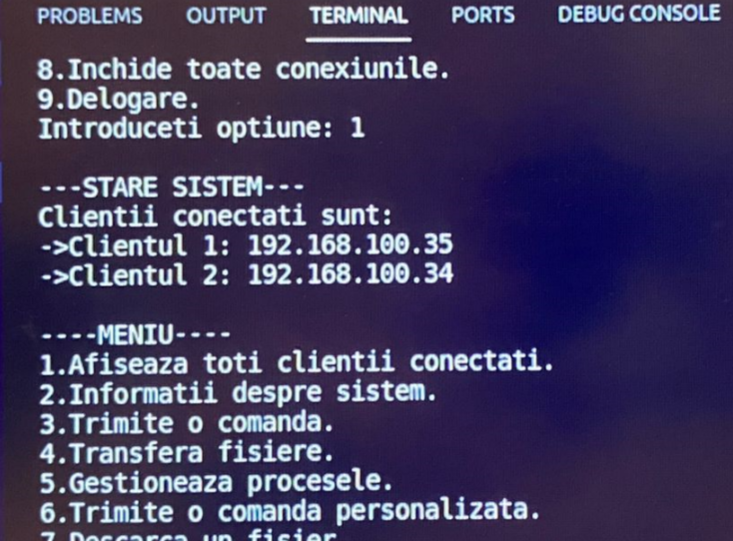 PROBLEMS OUTPUT TERMINAL PORTS DEBUG CONSOLE
8.Inchide toate conexiunile.
9.Delogare.
Introduceti optiune: 1
---STARE SISTEM---
Clientii conectati sunt:
->Clientul 1: 192.168.100.35
->Clientul 2: 192.168.100.34
----MENIU----
1.Afiseaza toti clientii conectati.
2.Informatii despre sistem.
3.Trimite o comanda.
4.Transfera fisiere.
5.Gestioneaza procesele.
6.Trimite o comanda personalizata.
7.Descarca un fisier